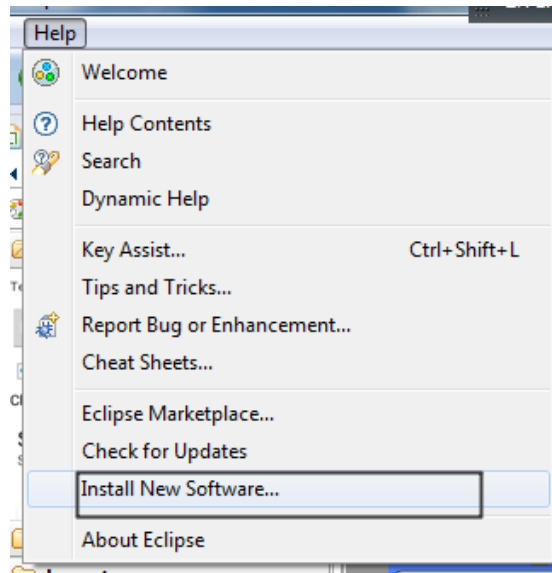 Help
Welcome
Help Contents
Search
Dynamic Help
Key Assist... Ctrl+Shift+L
Tips and Tricks...
Report Bug or Enhancement...
Cheat Sheets...
Eclipse Marketplace...
Check for Updates
Install New Software...
About Eclipse